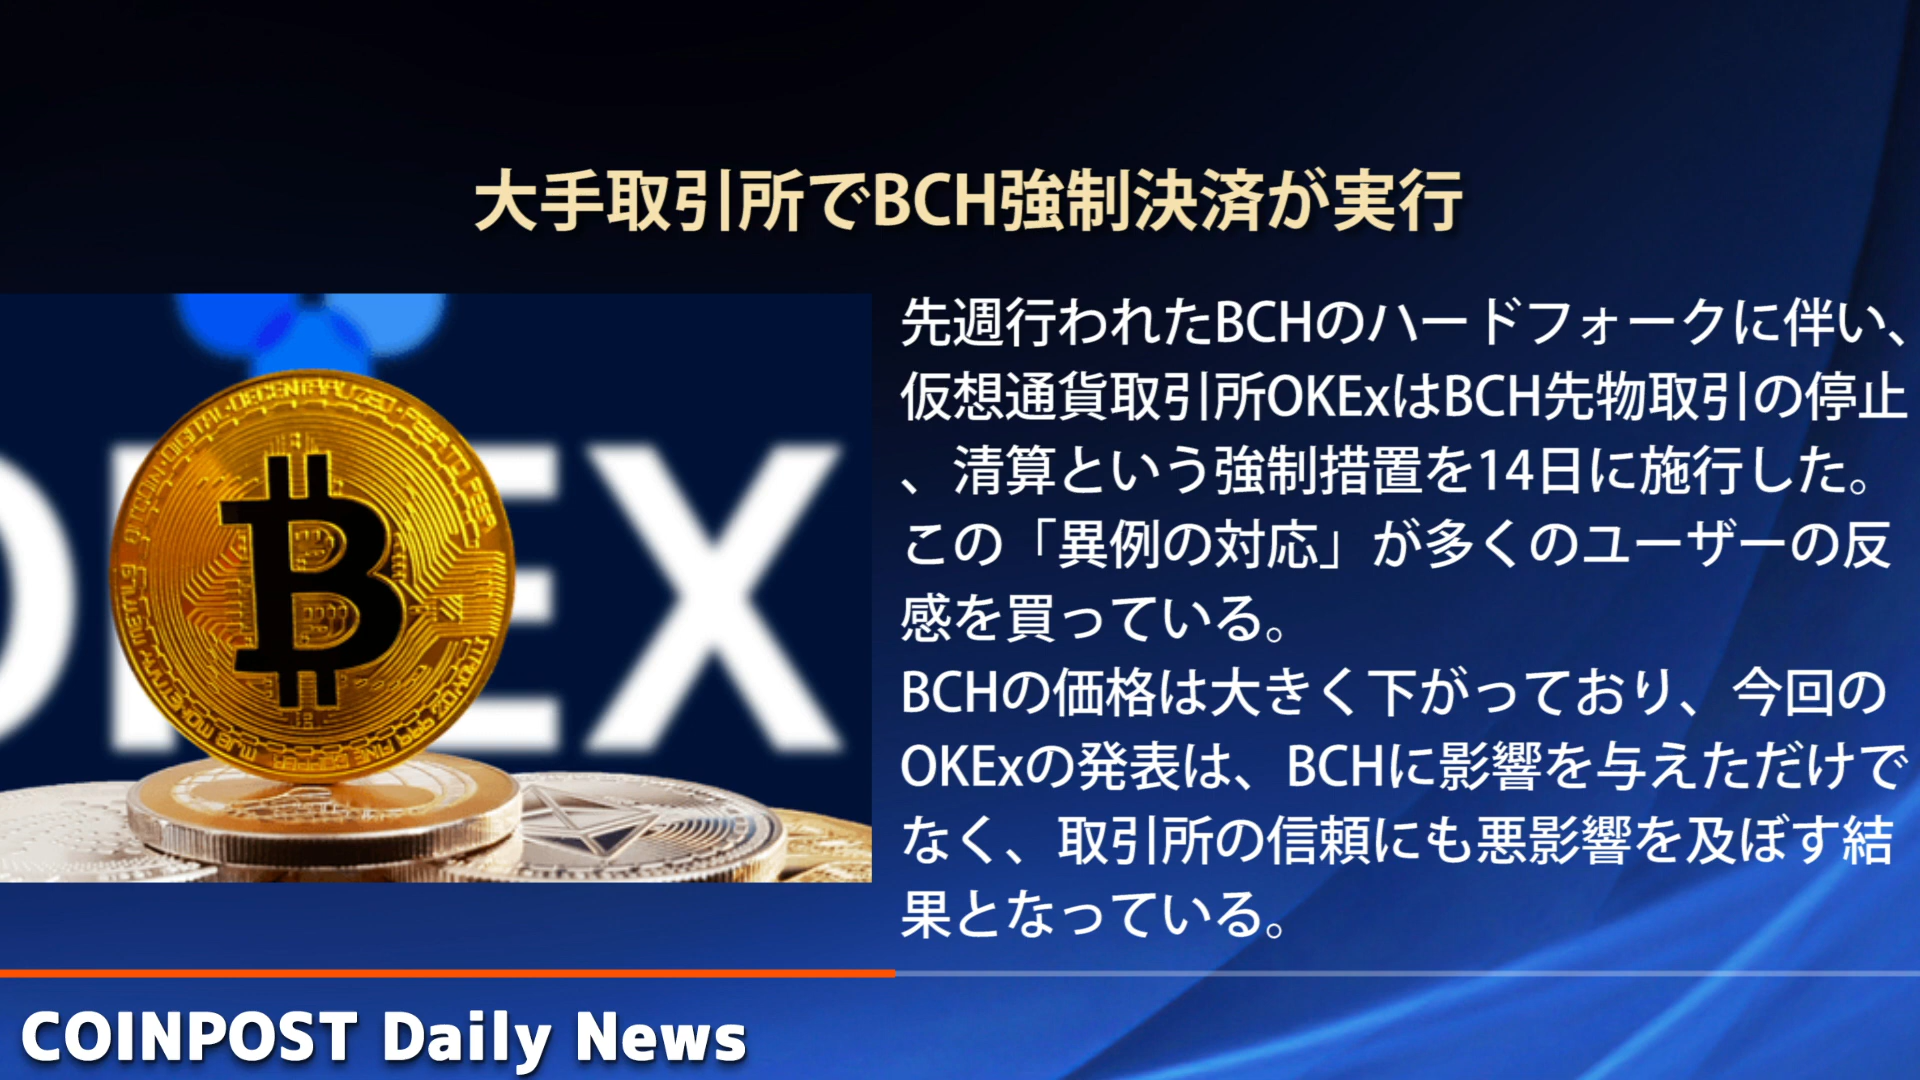 大手取引所でBCH強制決済が実行
先週行われたBCHのハードフォークに伴い、
仮想通貨取引所OKExはBCH先物取引の停止
、清算という強制措置を14日に施行した。
この「異例の対応」が多くのユーザーの反
感を買っている。
BCHの価格は大きく下がっており、今回の
OKExの発表は、BCHに影響を与えただけで
なく、取引所の信頼にも悪影響を及ぼす結
果となっている。
EX
DIGITAL • DECENTRALIZED • PEER TO PEER
COINPOST Daily News